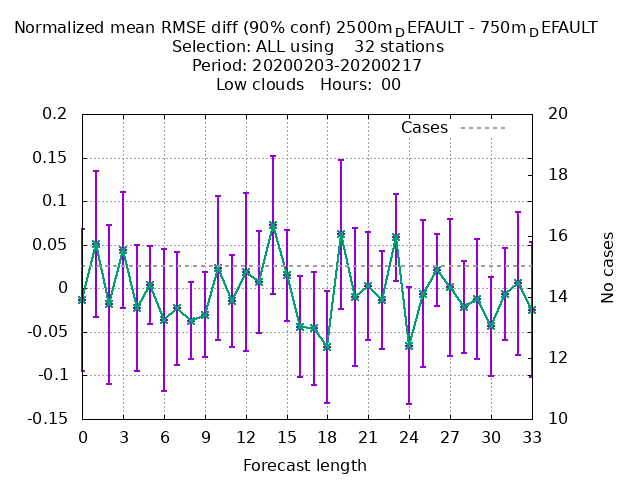 Normalized mean RMSE diff (90% conf) 2500m_DEFAULT - 750m_DEFAULT
Selection: ALL using 32 stations
Period: 20200203-20200217
Low clouds Hours: 00
Cases
0.2
0.15
0.1
0.05
0
-0.05
-0.1
-0.15
20
18
16
14
12
10
No cases
0 3 6 9 12 15 18 21 24 27 30 33
Forecast length